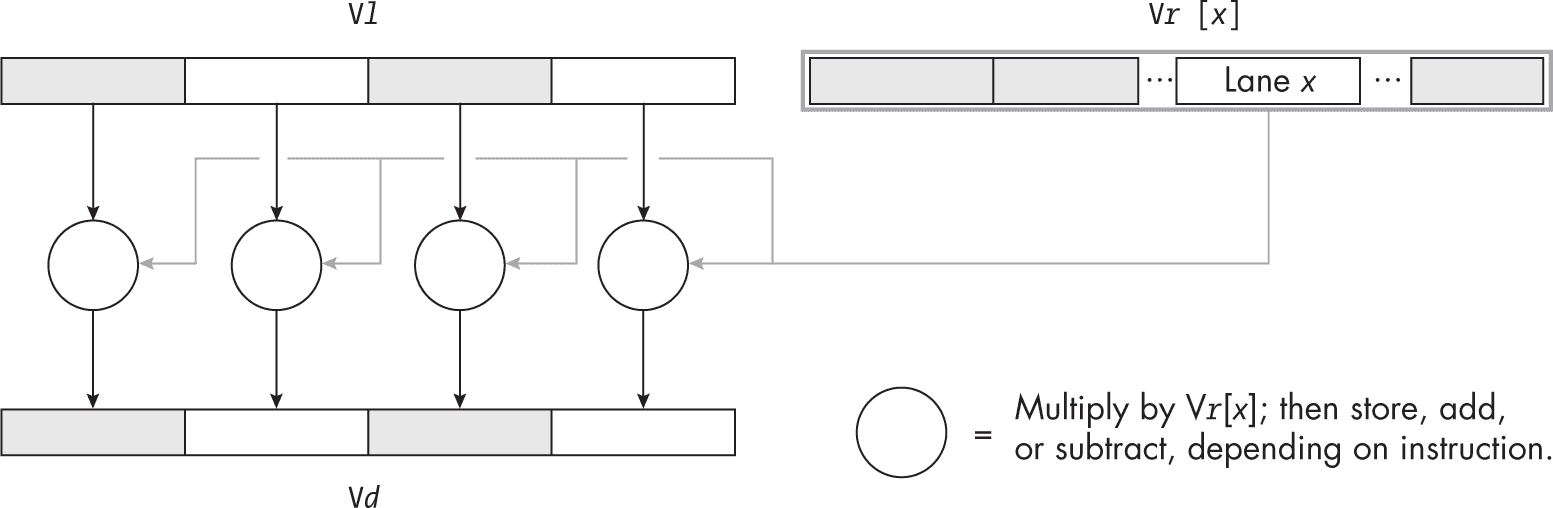 Vl
Vr [x]
... Lane x ...
= Multiply by Vr[x]; then store, add,
or subtract, depending on instruction.
Vd